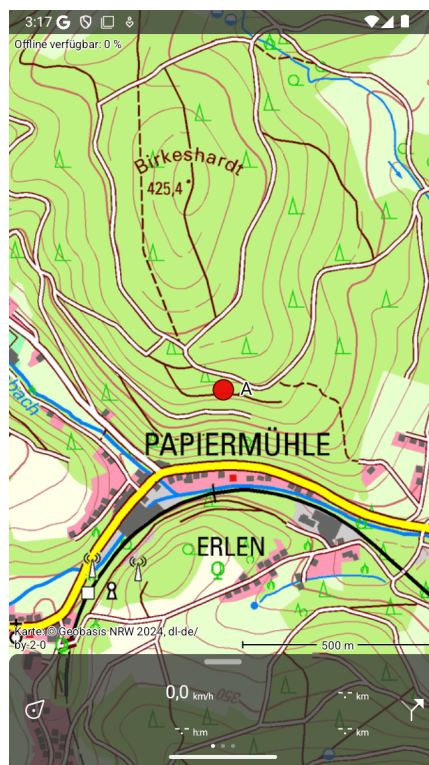 3:17
Offline verfügbar: 0 %
Birkeshardt
425,4
bach
A
PAPIERMÜHLE
ERLEN
Karte: © Geobasis NRW 2024, dl-de/
by-2-0
500 m
350
0,0 km/h
-.- km
-:- h:m
-.- km